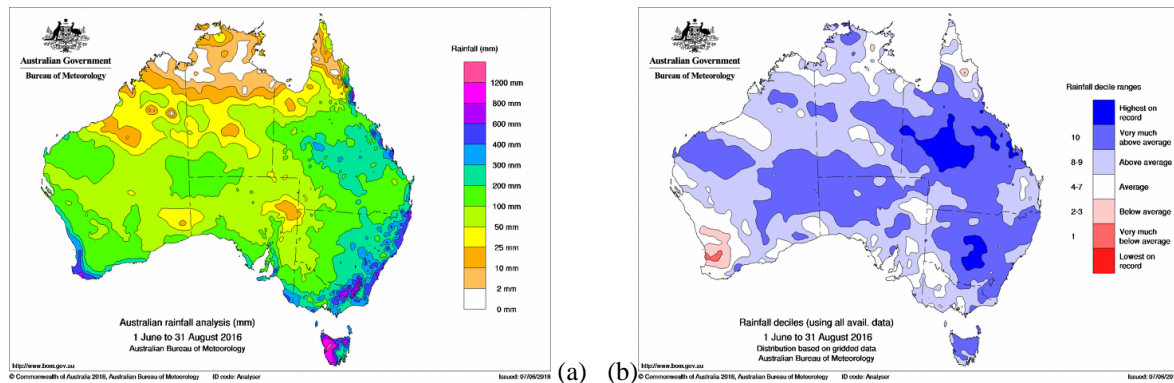 Australian Government
Bureau of Meteorology
Rainfall (mm)
1200 mm
800 mm
600 mm
400 mm
300 mm
200 mm
100 mm
50 mm
25 mm
10 mm
2 mm
0 mm
Australian rainfall analysis (mm)
1 June to 31 August 2016
Australian Bureau of Meteorology
http://www.bom.gov.au
© Commonwealth of Australia 2018, Australian Bureau of Meteorology ID code: Analyser Issued: 07/06/2018
(a)
(b)
Australian Government
Bureau of Meteorology
Rainfall decile ranges
Highest on
record
10 Very much
above average
8-9 Above average
4-7 Average
2-3 Below average
1 Very much
below average
Lowest on
record
Rainfall deciles (using all avail. data)
1 June to 31 August 2016
Distribution based on gridded data
Australian Bureau of Meteorology
http://www.bom.gov.au
© Commonwealth of Australia 2018, Australian Bureau of Meteorology ID code: Analyser Issued: 07/06/20